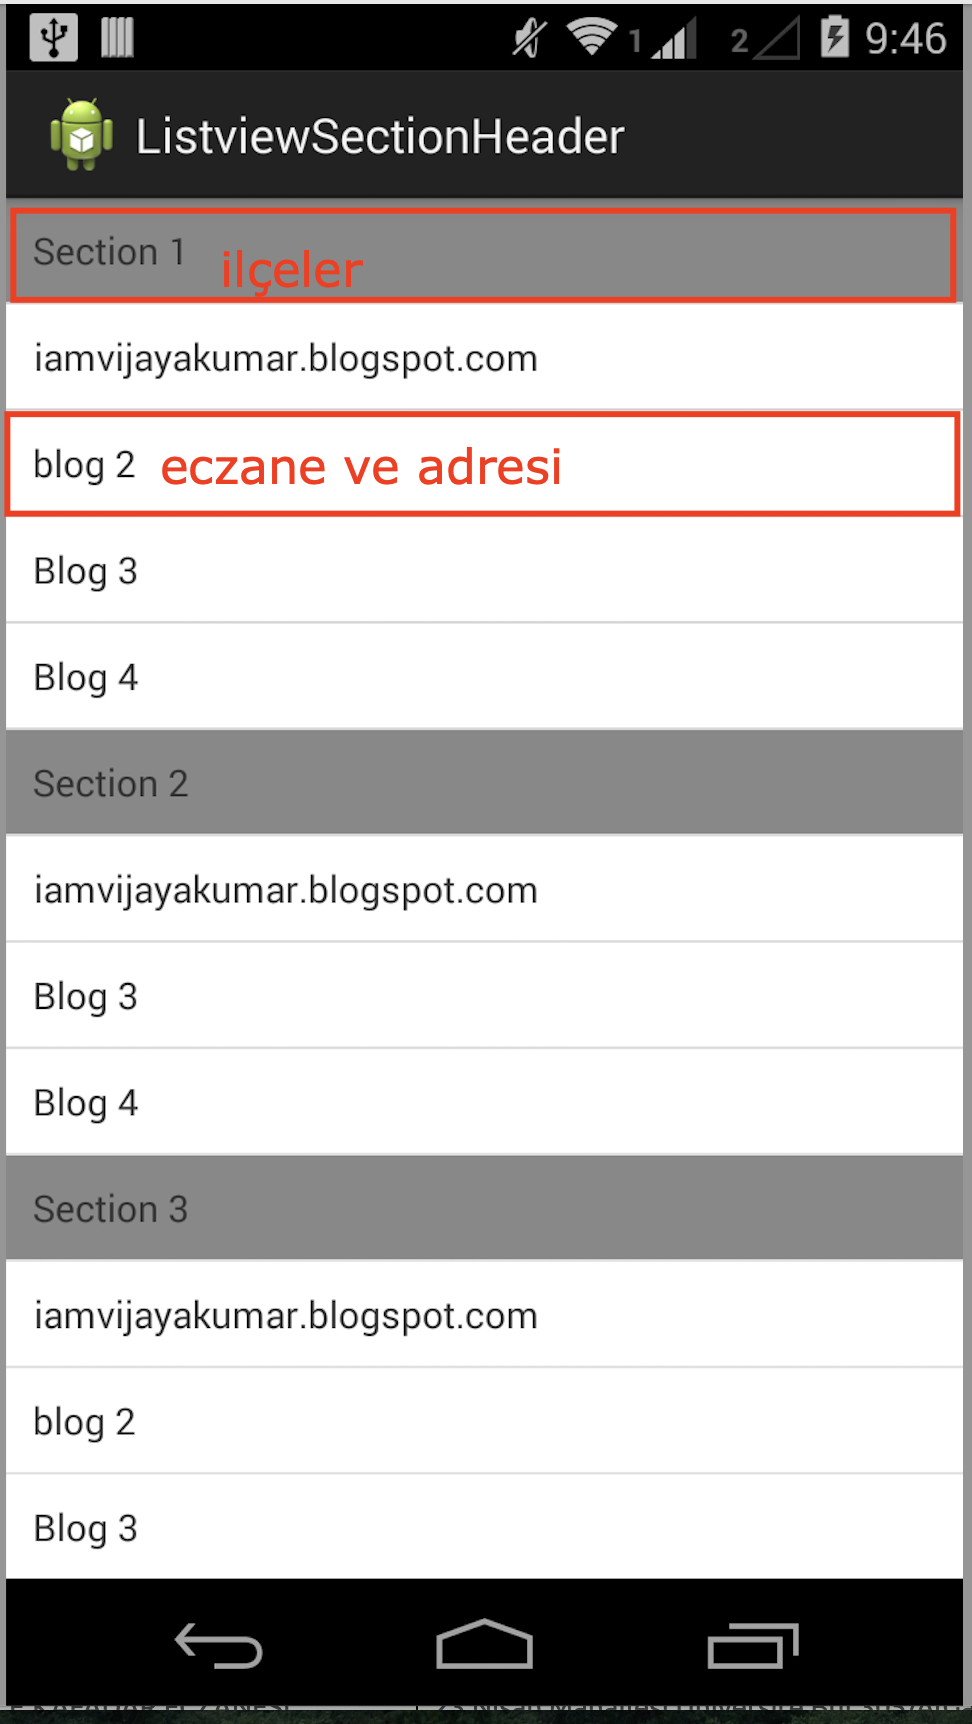 1 2 9:46
ListviewSectionHeader
Section 1 ilçeler
iamvijayakumar.blogspot.com
blog 2 eczane ve adresi
Blog 3
Blog 4
Section 2
iamvijayakumar.blogspot.com
Blog 3
Blog 4
Section 3
iamvijayakumar.blogspot.com
blog 2
Blog 3